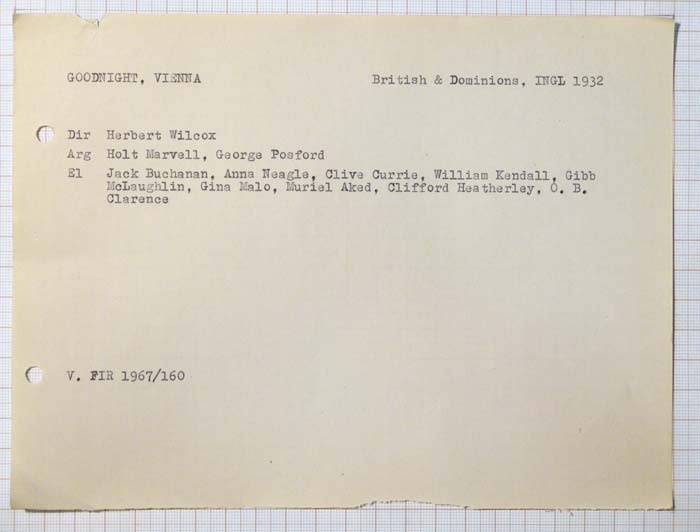 GOODNIGHT, VIENNA British & Dominions, INGL 1932
Dir Herbert Wilcox
Arg Holt Marvell, George Posford
El Jack Buchanan, Anna Neagle, Clive Currie, William Kendall, Gibb
McLaughlin, Gina Malo, Muriel Aked, Clifford Heatherley, O. B.
Clarence
V. FIR 1967/160